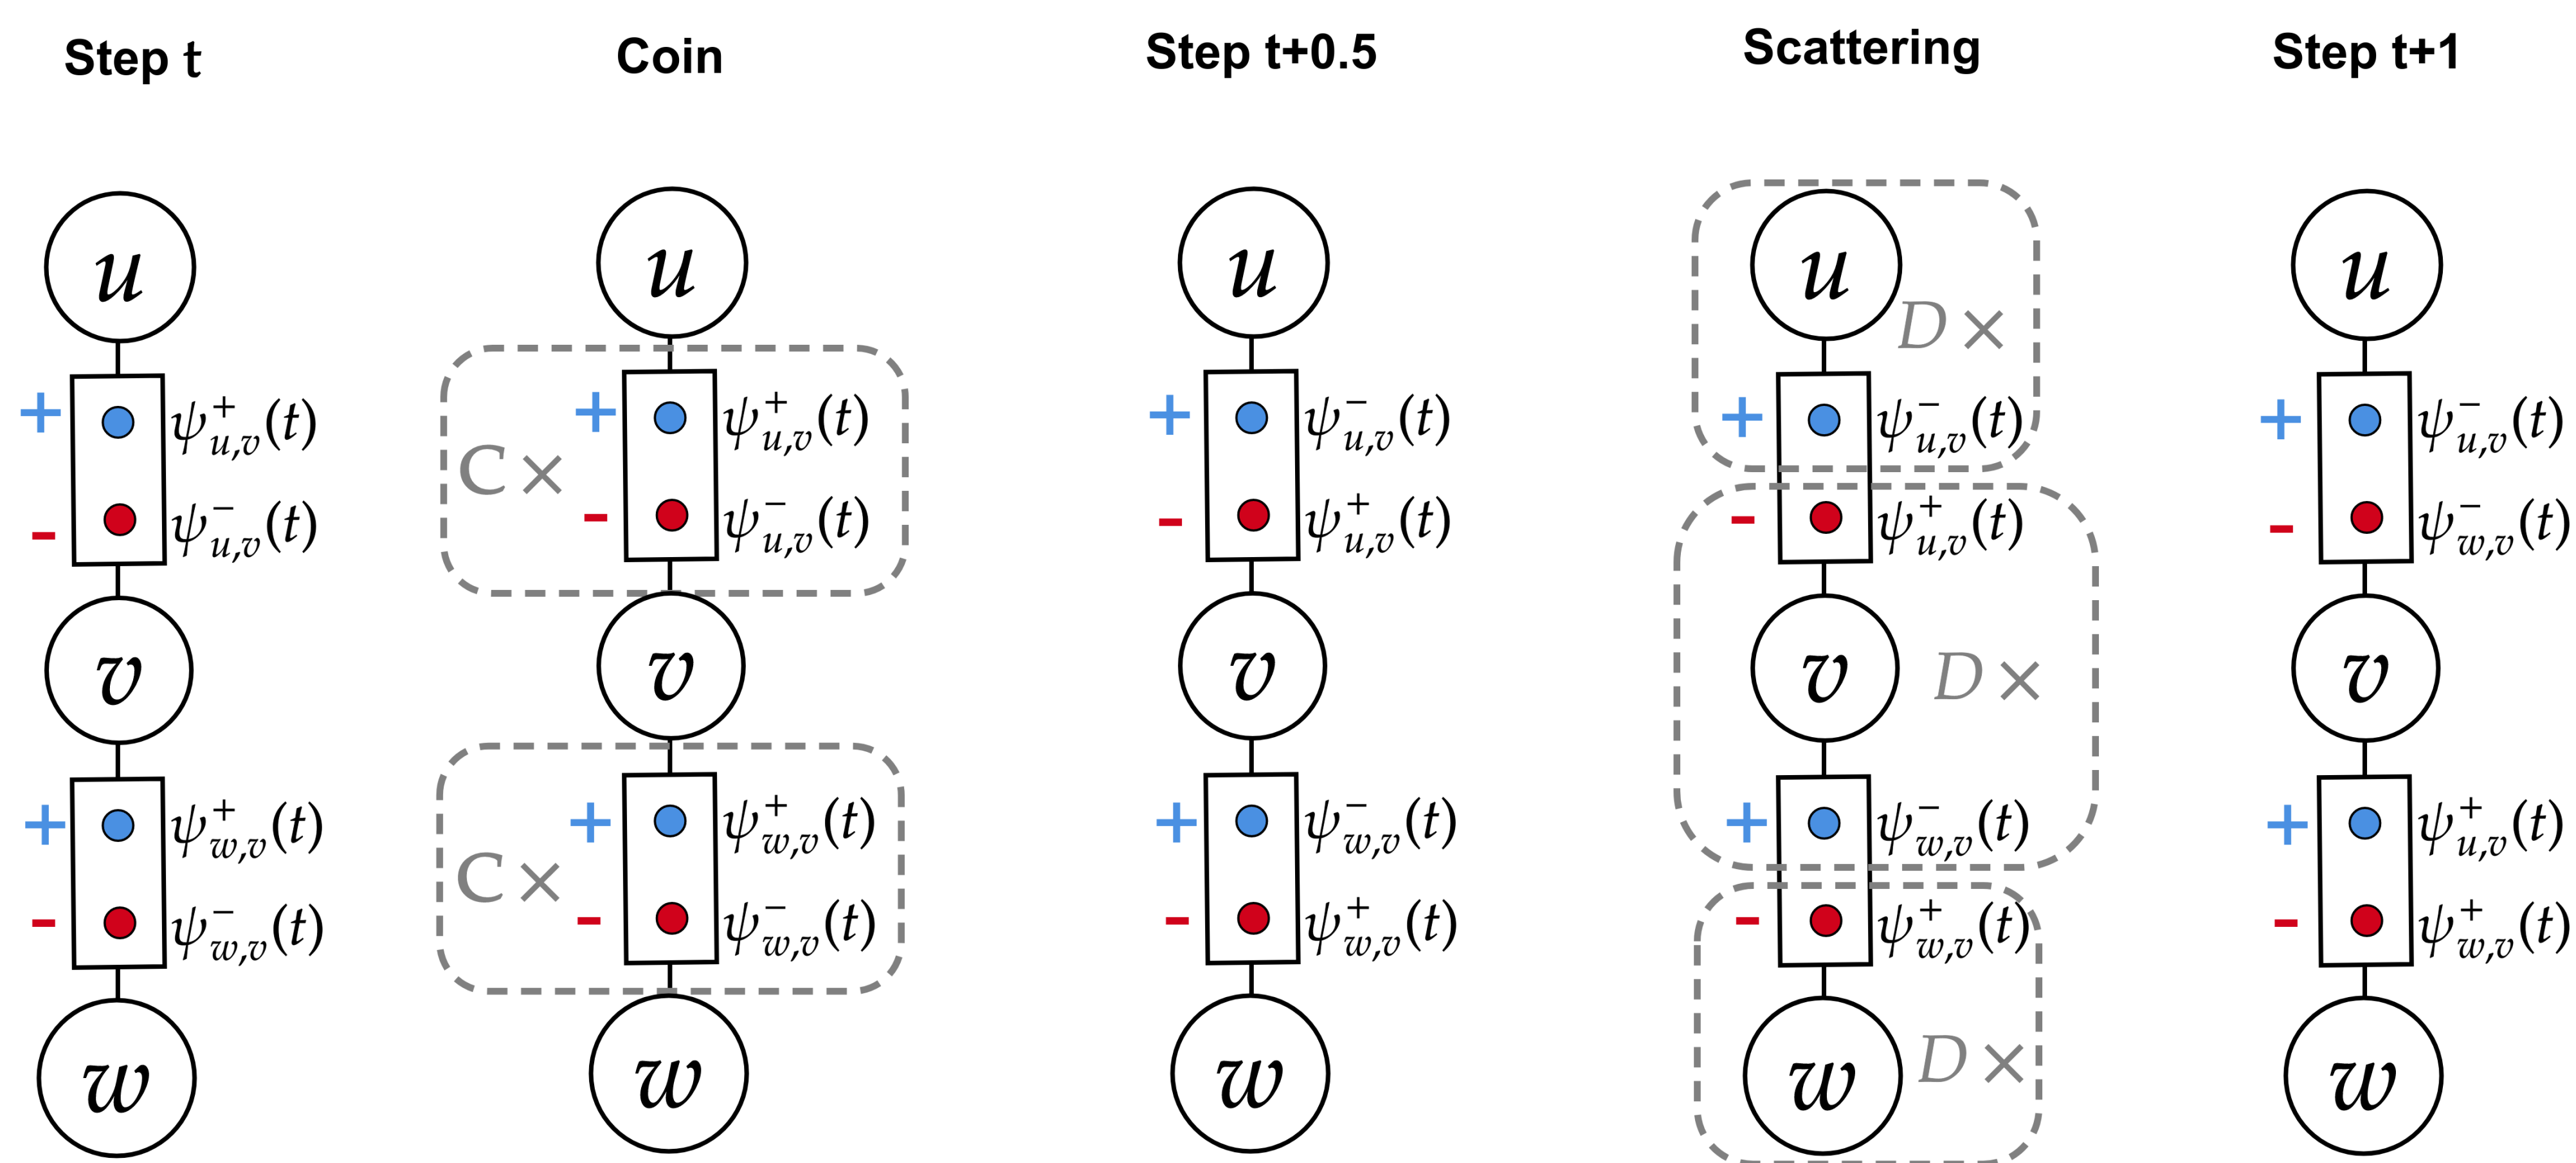 Step t
Coin
Step t+0.5
Scattering
Step t+1
u
+ ψ⁺u,v(t)
- ψ⁻u,v(t)
v
+ ψ⁺w,v(t)
- ψ⁻w,v(t)
w
u
C×
+ ψ⁺u,v(t)
- ψ⁻u,v(t)
v
C×
+ ψ⁺w,v(t)
- ψ⁻w,v(t)
w
u
+ ψ⁻u,v(t)
- ψ⁺u,v(t)
v
+ ψ⁻w,v(t)
- ψ⁺w,v(t)
w
u
D×
+ ψ⁻u,v(t)
- ψ⁺u,v(t)
v
D×
+ ψ⁻w,v(t)
- ψ⁺w,v(t)
w
D×
u
+ ψ⁻u,v(t)
- ψ⁻w,v(t)
v
+ ψ⁺u,v(t)
- ψ⁺w,v(t)
w